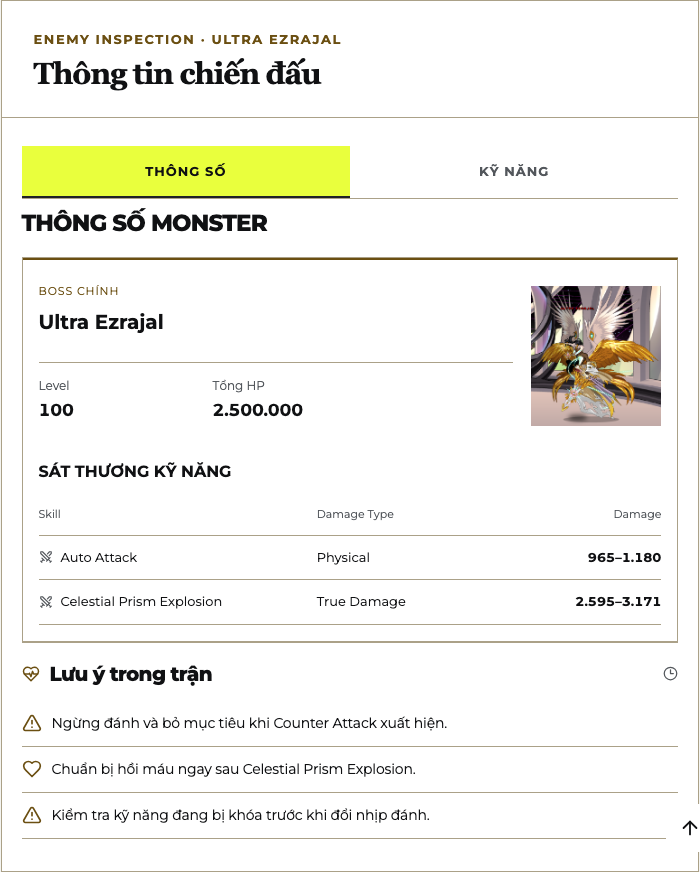 ENEMY INSPECTION · ULTRA EZRAJAL
Thông tin chiến đấu
THÔNG SỐ
KỸ NĂNG
THÔNG SỐ MONSTER
BOSS CHÍNH
Ultra Ezrajal
Level
Tổng HP
100
2.500.000
SÁT THƯƠNG KỸ NĂNG
Skill
Damage Type
Damage
Auto Attack
Physical
965–1.180
Celestial Prism Explosion
True Damage
2.595–3.171
Lưu ý trong trận
Ngừng đánh và bỏ mục tiêu khi Counter Attack xuất hiện.
Chuẩn bị hồi máu ngay sau Celestial Prism Explosion.
Kiểm tra kỹ năng đang bị khóa trước khi đổi nhịp đánh.